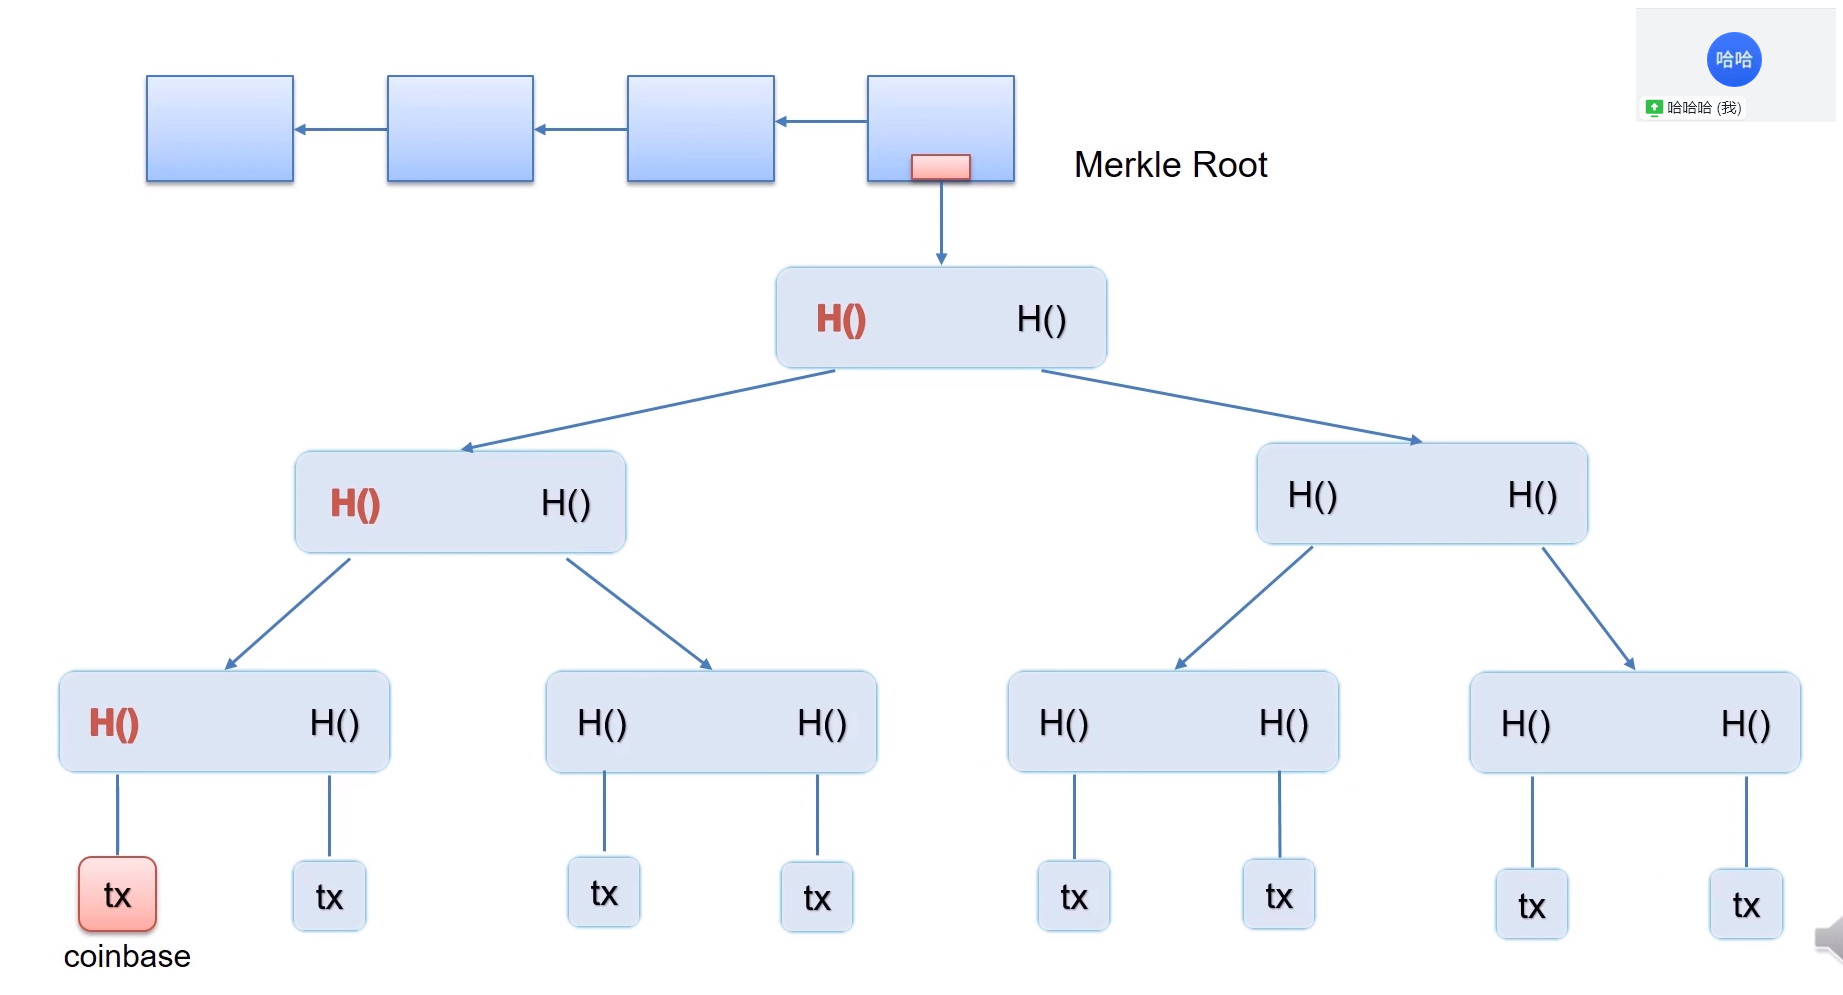 哈哈
哈哈哈 (我)
Merkle Root
H() H()
H() H() H() H()
H() H() H() H() H() H() H() H()
tx tx tx tx tx tx tx tx
coinbase